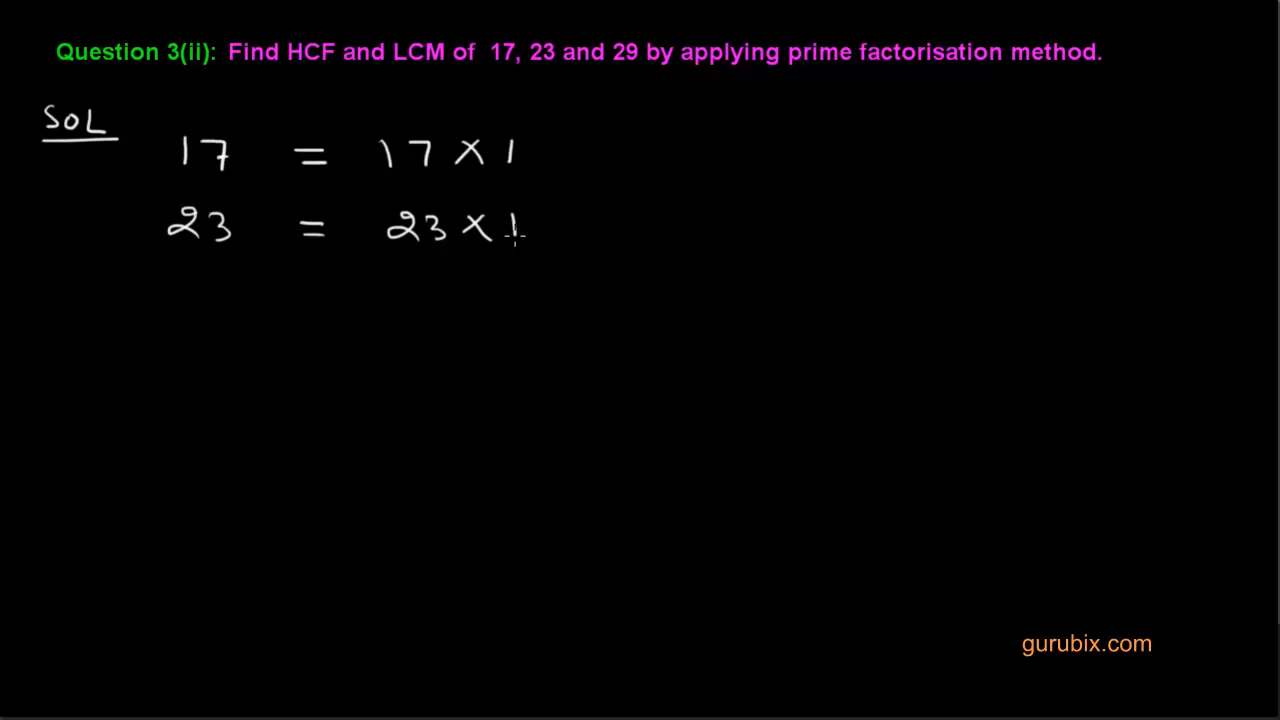 Question 3(ii): Find HCF and LCM of 17, 23 and 29 by applying prime factorisation method.
SOL
17 = 17 × 1
23 = 23 × 1
gurubix.com